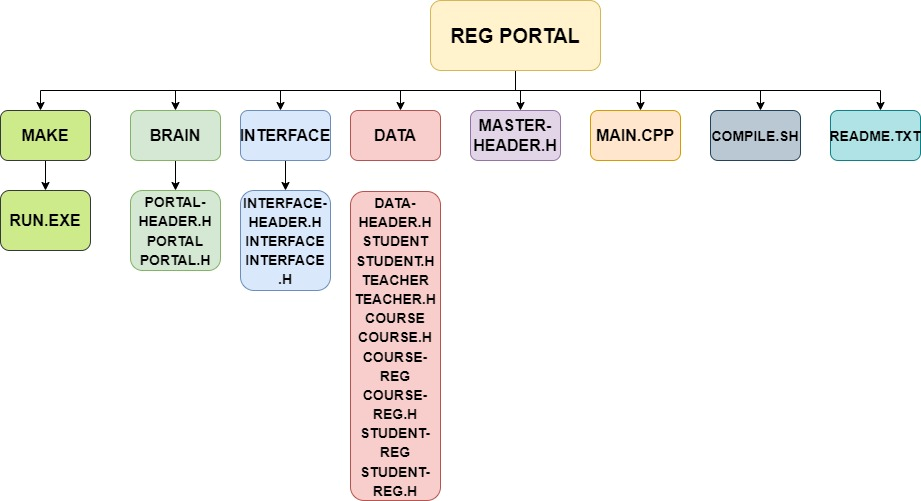 REG PORTAL
MAKE
BRAIN
INTERFACE
DATA
MASTER-
HEADER.H
MAIN.CPP
COMPILE.SH
README.TXT
RUN.EXE
PORTAL-
HEADER.H
PORTAL
PORTAL.H
INTERFACE-
HEADER.H
INTERFACE
INTERFACE
.H
DATA-
HEADER.H
STUDENT
STUDENT.H
TEACHER
TEACHER.H
COURSE
COURSE.H
COURSE-
REG
COURSE-
REG.H
STUDENT-
REG
STUDENT-
REG.H